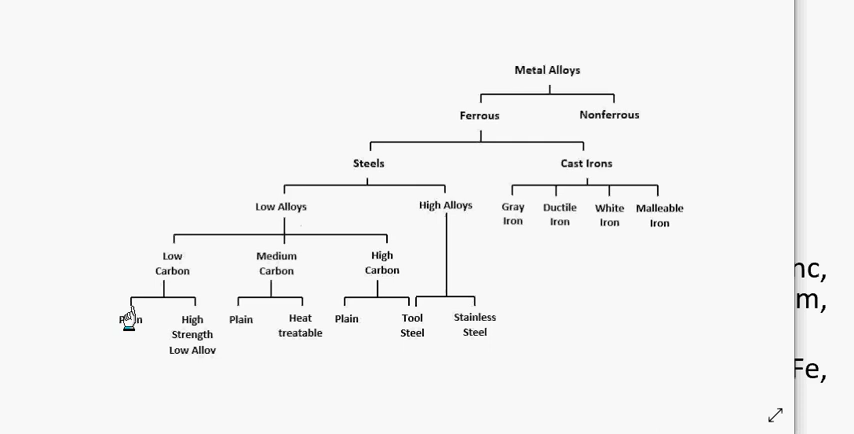 Metal Alloys
Ferrous
Nonferrous
Steels
Cast Irons
Low Alloys
High Alloys
Gray
Iron
Ductile
Iron
White
Iron
Malleable
Iron
Low
Carbon
Medium
Carbon
High
Carbon
High
Strength
Low Alloy
Plain
Heat
treatable
Plain
Tool
Steel
Stainless
Steel
Fe,